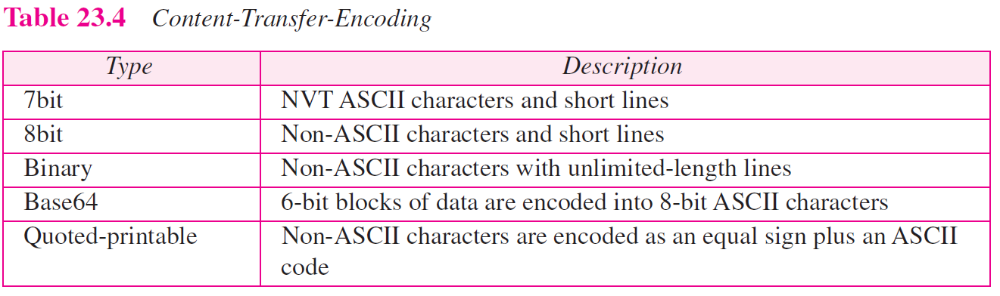 Table 23.4 Content-Transfer-Encoding
Type Description
7bit NVT ASCII characters and short lines
8bit Non-ASCII characters and short lines
Binary Non-ASCII characters with unlimited-length lines
Base64 6-bit blocks of data are encoded into 8-bit ASCII characters
Quoted-printable Non-ASCII characters are encoded as an equal sign plus an ASCII
code